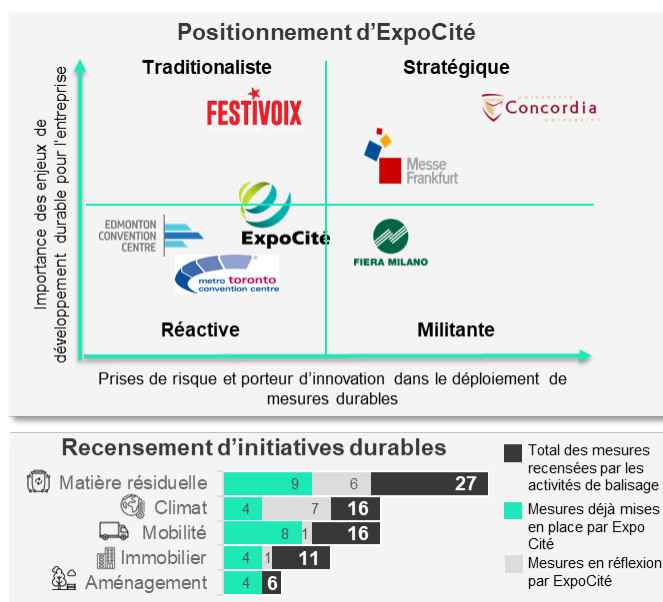 Positionnement d'ExpoCité
Traditionaliste
Stratégique
Importance des enjeux de
développement durable pour l'entreprise
FESTIVOIX
UNIVERSITÉ
Concordia
UNIVERSITY
Messe
Frankfurt
EDMONTON
CONVENTION
CENTRE
ExpoCité
FIERA MILANO
metro toronto
convention centre
Réactive
Militante
Prises de risque et porteur d'innovation dans le déploiement de
mesures durables
Recensement d'initiatives durables
Matière résiduelle 9 6 27
Climat 4 7 16
Mobilité 8 1 16
Immobilier 4 1 11
Aménagement 4 6
Total des mesures
recensées par les
activités de balisage
Mesures déjà mises
en place par Expo
Cité
Mesures en réflexion
par ExpoCité